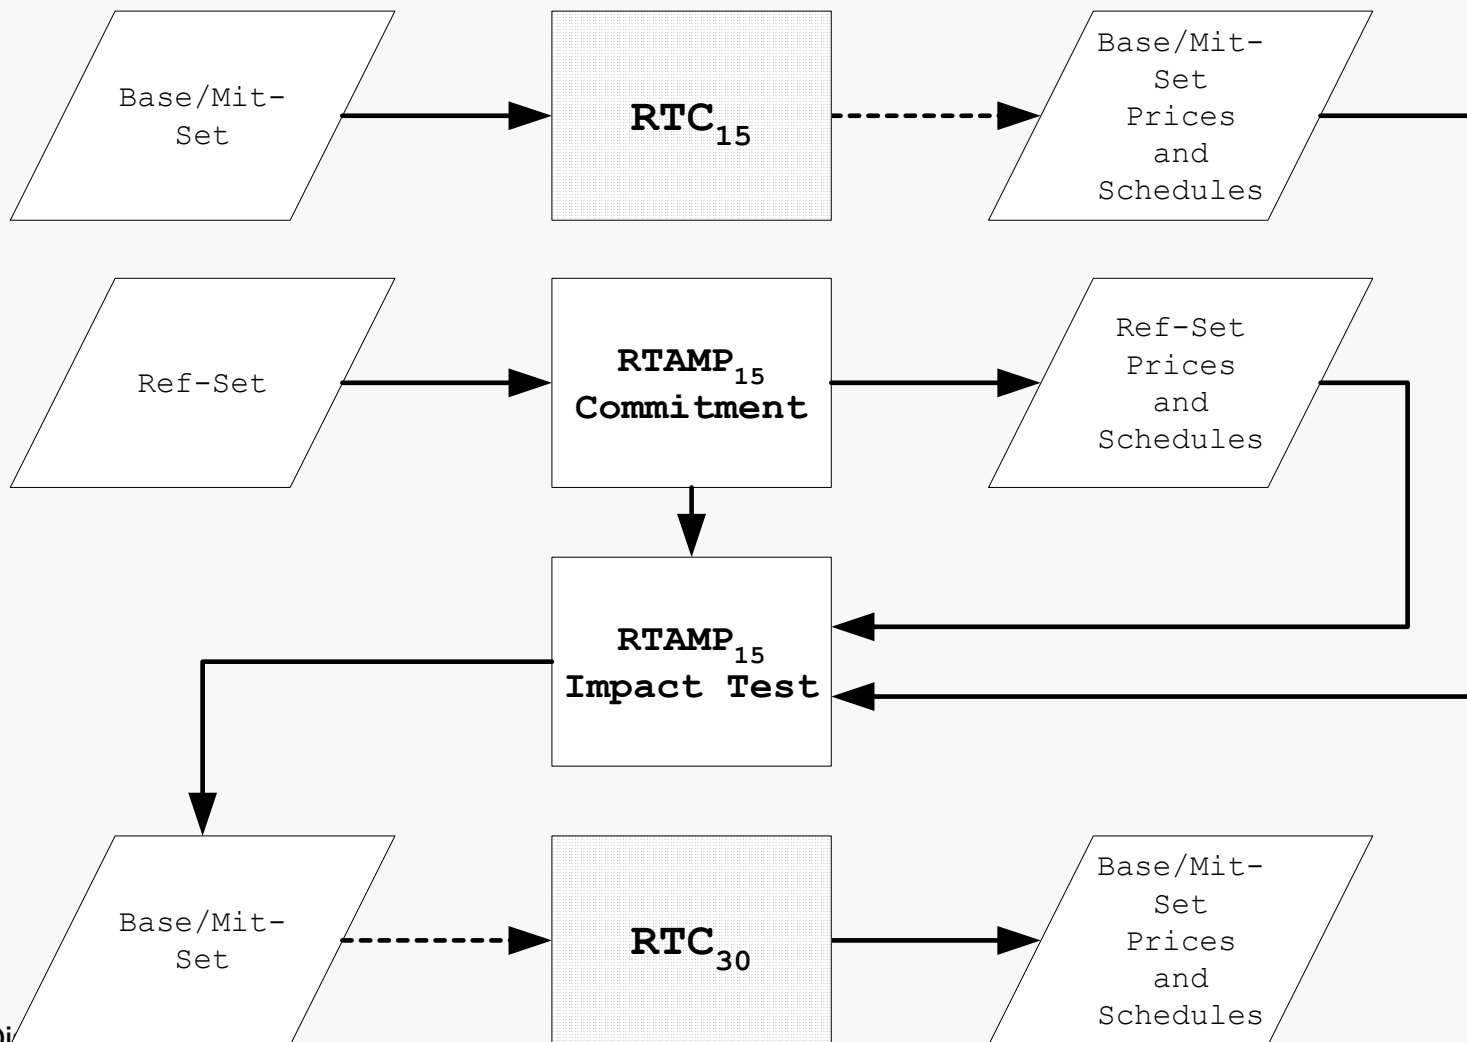 Base/Mit-
Set
RTC15
Base/Mit-
Set
Prices
and
Schedules
Ref-Set
RTAMP15
Commitment
Ref-Set
Prices
and
Schedules
RTAMP15
Impact Test
Base/Mit-
Set
RTC30
Base/Mit-
Set
Prices
and
Schedules